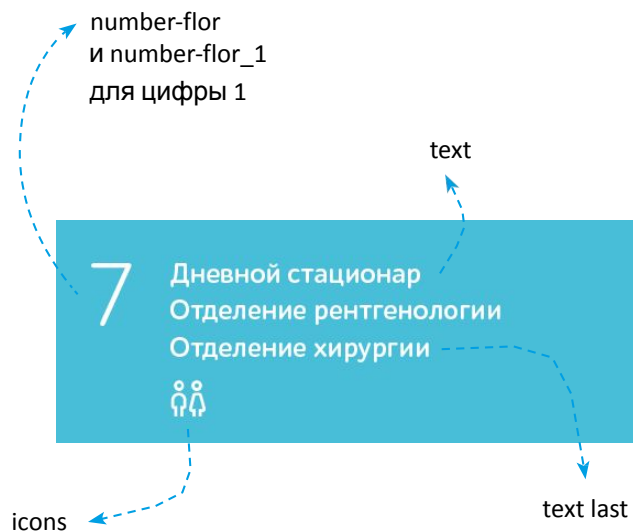 number-flor
и number-flor_1
для цифры 1
text
7
Дневной стационар
Отделение рентгенологии
Отделение хирургии
icons
text last